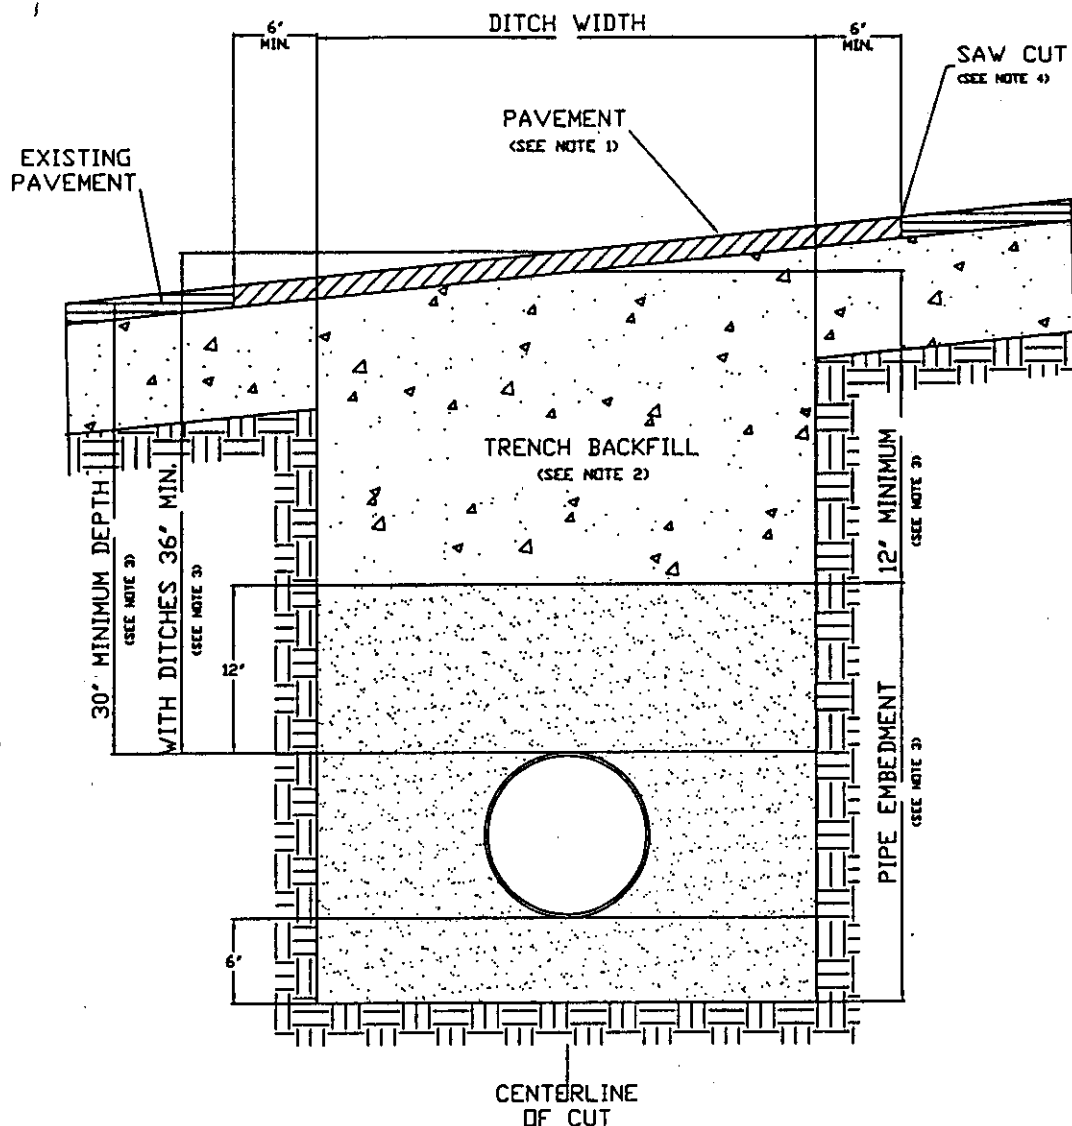 6"
MIN.
DITCH WIDTH
6"
MIN.
SAW CUT
(SEE NOTE 4)
PAVEMENT
(SEE NOTE 1)
EXISTING
PAVEMENT
TRENCH BACKFILL
(SEE NOTE 2)
30" MINIMUM DEPTH
(SEE NOTE 3)
WITH DITCHES 36" MIN.
(SEE NOTE 3)
12"
12" MINIMUM
(SEE NOTE 3)
PIPE EMBEDMENT
(SEE NOTE 3)
6"
CENTERLINE
OF CUT